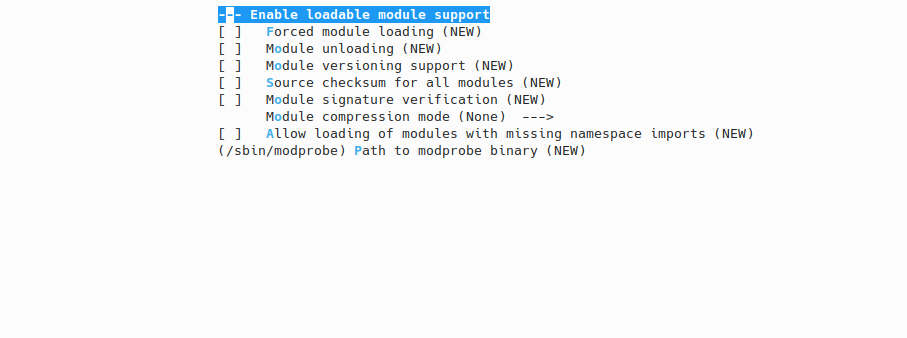 --- Enable loadable module support
[ ]   Forced module loading (NEW)
[ ]   Module unloading (NEW)
[ ]   Module versioning support (NEW)
[ ]   Source checksum for all modules (NEW)
[ ]   Module signature verification (NEW)
      Module compression mode (None)  --->
[ ]   Allow loading of modules with missing namespace imports (NEW)
(/sbin/modprobe) Path to modprobe binary (NEW)